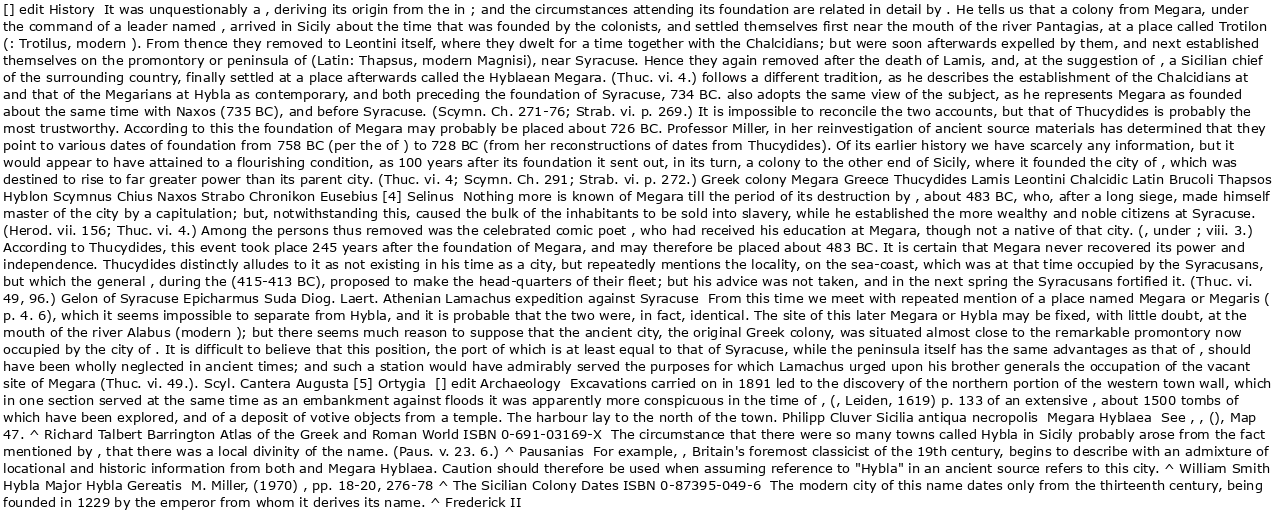 [] edit History  It was unquestionably a , deriving its origin from the in ; and the circumstances attending its foundation are related in detail by . He tells us that a colony from Megara, under
the command of a leader named , arrived in Sicily about the time that was founded by the colonists, and settled themselves first near the mouth of the river Pantagias, at a place called Trotilon
(: Trotilus, modern ). From thence they removed to Leontini itself, where they dwelt for a time together with the Chalcidians; but were soon afterwards expelled by them, and next established
themselves on the promontory or peninsula of (Latin: Thapsus, modern Magnisi), near Syracuse. Hence they again removed after the death of Lamis, and, at the suggestion of , a Sicilian chief
of the surrounding country, finally settled at a place afterwards called the Hyblaean Megara. (Thuc. vi. 4.) follows a different tradition, as he describes the establishment of the Chalcidians at
and that of the Megarians at Hybla as contemporary, and both preceding the foundation of Syracuse, 734 BC. also adopts the same view of the subject, as he represents Megara as founded
about the same time with Naxos (735 BC), and before Syracuse. (Scymn. Ch. 271-76; Strab. vi. p. 269.) It is impossible to reconcile the two accounts, but that of Thucydides is probably the
most trustworthy. According to this the foundation of Megara may probably be placed about 726 BC. Professor Miller, in her reinvestigation of ancient source materials has determined that they
point to various dates of foundation from 758 BC (per the of ) to 728 BC (from her reconstructions of dates from Thucydides). Of its earlier history we have scarcely any information, but it
would appear to have attained to a flourishing condition, as 100 years after its foundation it sent out, in its turn, a colony to the other end of Sicily, where it founded the city of , which was
destined to rise to far greater power than its parent city. (Thuc. vi. 4; Scymn. Ch. 291; Strab. vi. p. 272.) Greek colony Megara Greece Thucydides Lamis Leontini Chalcidic Latin Brucoli Thapsos
Hyblon Scymnus Chius Naxos Strabo Chronikon Eusebius [4] Selinus  Nothing more is known of Megara till the period of its destruction by , about 483 BC, who, after a long siege, made himself
master of the city by a capitulation; but, notwithstanding this, caused the bulk of the inhabitants to be sold into slavery, while he established the more wealthy and noble citizens at Syracuse.
(Herod. vii. 156; Thuc. vi. 4.) Among the persons thus removed was the celebrated comic poet , who had received his education at Megara, though not a native of that city. (, under ; viii. 3.)
According to Thucydides, this event took place 245 years after the foundation of Megara, and may therefore be placed about 483 BC. It is certain that Megara never recovered its power and
independence. Thucydides distinctly alludes to it as not existing in his time as a city, but repeatedly mentions the locality, on the sea-coast, which was at that time occupied by the Syracusans,
but which the general , during the (415-413 BC), proposed to make the head-quarters of their fleet; but his advice was not taken, and in the next spring the Syracusans fortified it. (Thuc. vi.
49, 96.) Gelon of Syracuse Epicharmus Suda Diog. Laert. Athenian Lamachus expedition against Syracuse  From this time we meet with repeated mention of a place named Megara or Megaris (
p. 4. 6), which it seems impossible to separate from Hybla, and it is probable that the two were, in fact, identical. The site of this later Megara or Hybla may be fixed, with little doubt, at the
mouth of the river Alabus (modern ); but there seems much reason to suppose that the ancient city, the original Greek colony, was situated almost close to the remarkable promontory now
occupied by the city of . It is difficult to believe that this position, the port of which is at least equal to that of Syracuse, while the peninsula itself has the same advantages as that of , should
have been wholly neglected in ancient times; and such a station would have admirably served the purposes for which Lamachus urged upon his brother generals the occupation of the vacant
site of Megara (Thuc. vi. 49.). Scyl. Cantera Augusta [5] Ortygia  [] edit Archaeology  Excavations carried on in 1891 led to the discovery of the northern portion of the western town wall, which
in one section served at the same time as an embankment against floods it was apparently more conspicuous in the time of , (, Leiden, 1619) p. 133 of an extensive , about 1500 tombs of
which have been explored, and of a deposit of votive objects from a temple. The harbour lay to the north of the town. Philipp Cluver Sicilia antiqua necropolis  Megara Hyblaea  See , , (), Map
47. ^ Richard Talbert Barrington Atlas of the Greek and Roman World ISBN 0-691-03169-X  The circumstance that there were so many towns called Hybla in Sicily probably arose from the fact
mentioned by , that there was a local divinity of the name. (Paus. v. 23. 6.) ^ Pausanias  For example, , Britain's foremost classicist of the 19th century, begins to describe with an admixture of
locational and historic information from both and Megara Hyblaea. Caution should therefore be used when assuming reference to "Hybla" in an ancient source refers to this city. ^ William Smith
Hybla Major Hybla Gereatis  M. Miller, (1970) , pp. 18-20, 276-78 ^ The Sicilian Colony Dates ISBN 0-87395-049-6  The modern city of this name dates only from the thirteenth century, being
founded in 1229 by the emperor from whom it derives its name. ^ Frederick II